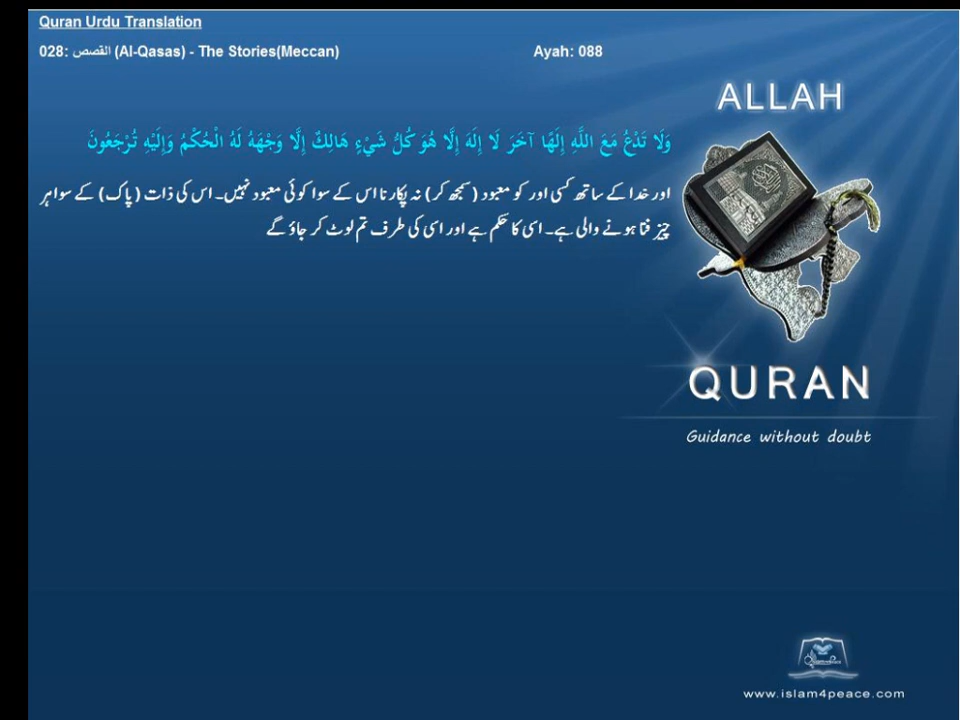 Quran Urdu Translation
028: القصص (Al-Qasas) - The Stories(Meccan) Ayah: 088
ALLAH
وَلَا تَدْعُ مَعَ اللَّهِ إِلَهًا آخَرَ لَا إِلَهَ إِلَّا هُوَ كُلُّ شَيْءٍ هَالِكٌ إِلَّا وَجْهَهُ لَهُ الْحُكْمُ وَإِلَيْهِ تُرْجَعُونَ
اور خدا کے ساتھ کسی اور کو معبود (سمجھ کر) نہ پکارنا اس کے سوا کوئی معبود نہیں۔ اس کی ذات (پاک) کے سوا ہر
چیز فنا ہونے والی ہے۔ اسی کا حکم ہے اور اسی کی طرف تم لوٹ کر جاؤ گے
QURAN
Guidance without doubt
www.islam4peace.com